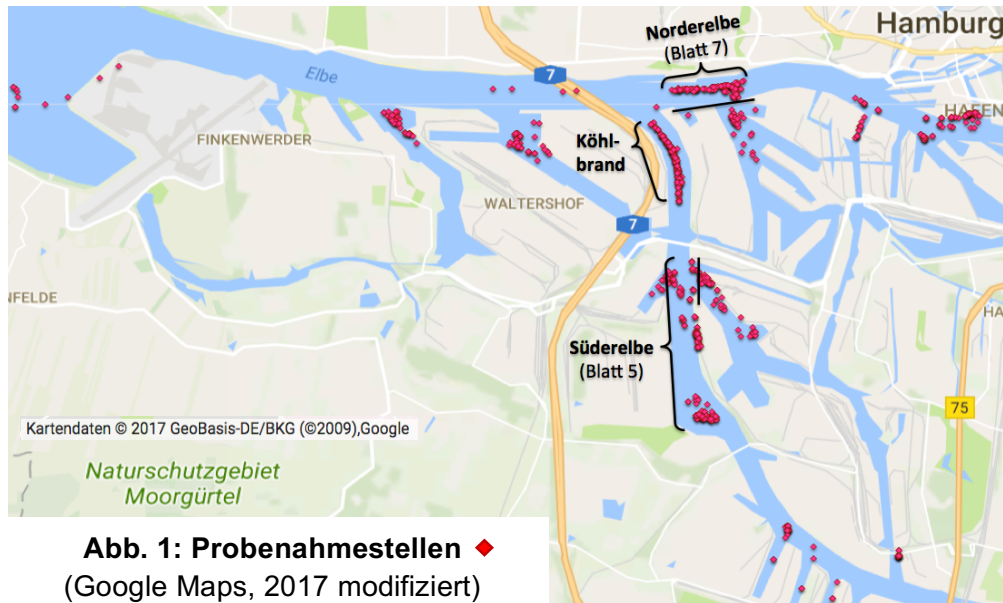 Hamburg
Norderelbe
(Blatt 7)
7
Elbe
HAFEN
FINKENWERDER
Köhl-
brand
WALTERSHOF
7
NFELDE
HA
Süderelbe
(Blatt 5)
75
Kartendaten © 2017 GeoBasis-DE/BKG (©2009),Google
Naturschutzgebiet
Moorgürtel
Abb. 1: Probenahmestellen
(Google Maps, 2017 modifiziert)